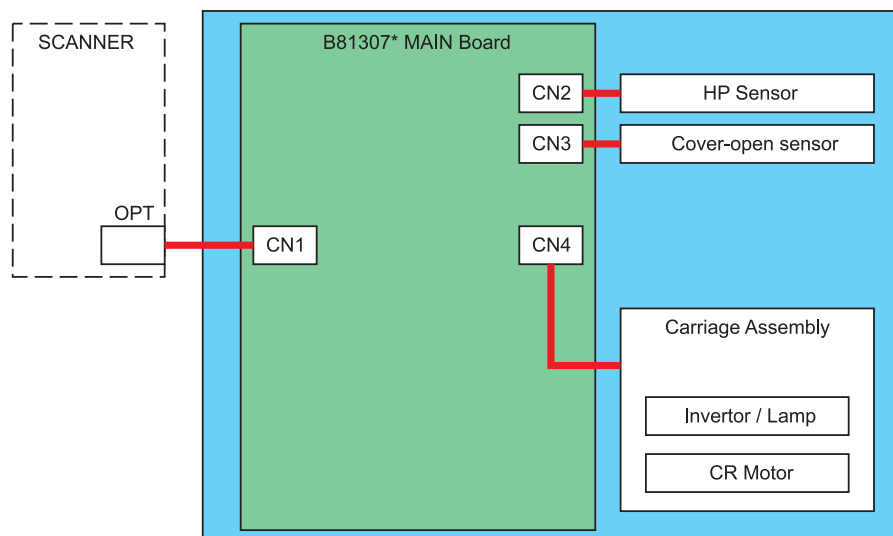 SCANNER
B81307* MAIN Board
CN2
HP Sensor
CN3
Cover-open sensor
OPT
CN1
CN4
Carriage Assembly
Invertor / Lamp
CR Motor